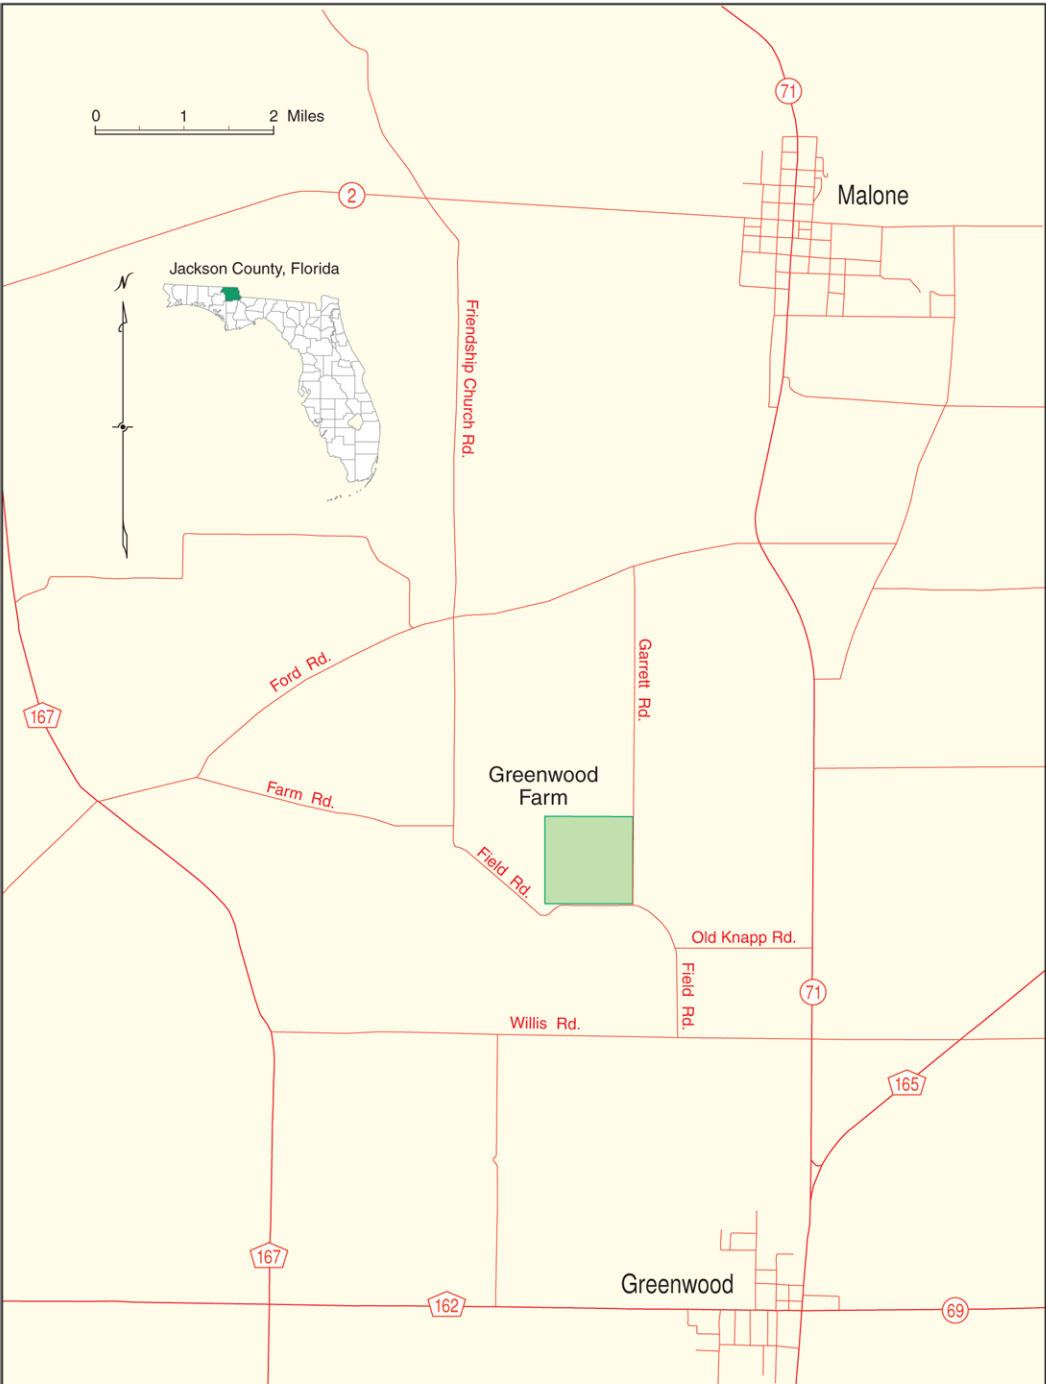 71
0 1 2 Miles
2
Malone
Jackson County, Florida
N
Friendship Church Rd.
Garrett Rd.
Ford Rd.
167
Greenwood
Farm
Farm Rd.
Field Rd.
Old Knapp Rd.
Field Rd.
71
Willis Rd.
165
167
Greenwood
162
69